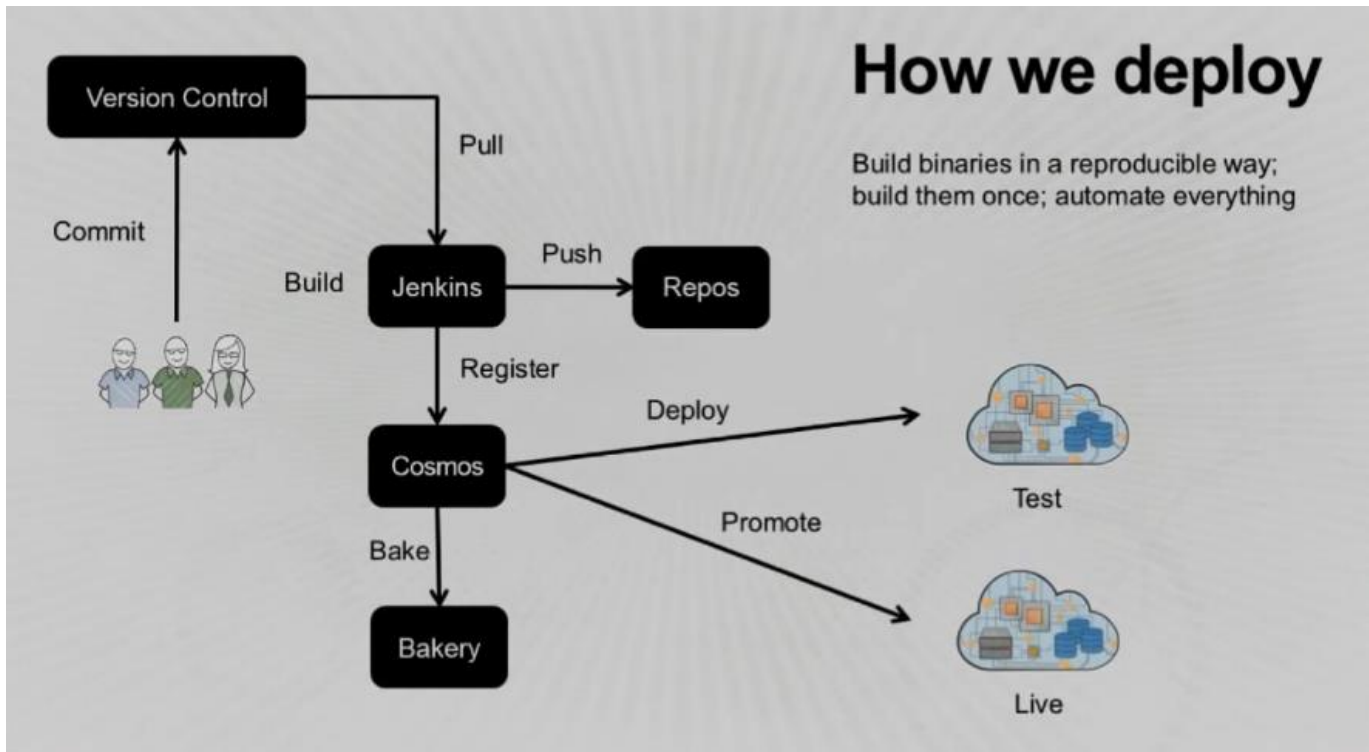 How we deploy
Build binaries in a reproducible way;
build them once; automate everything
Version Control
Pull
Commit
Build
Jenkins
Push
Repos
Register
Deploy
Cosmos
Test
Promote
Bake
Bakery
Live